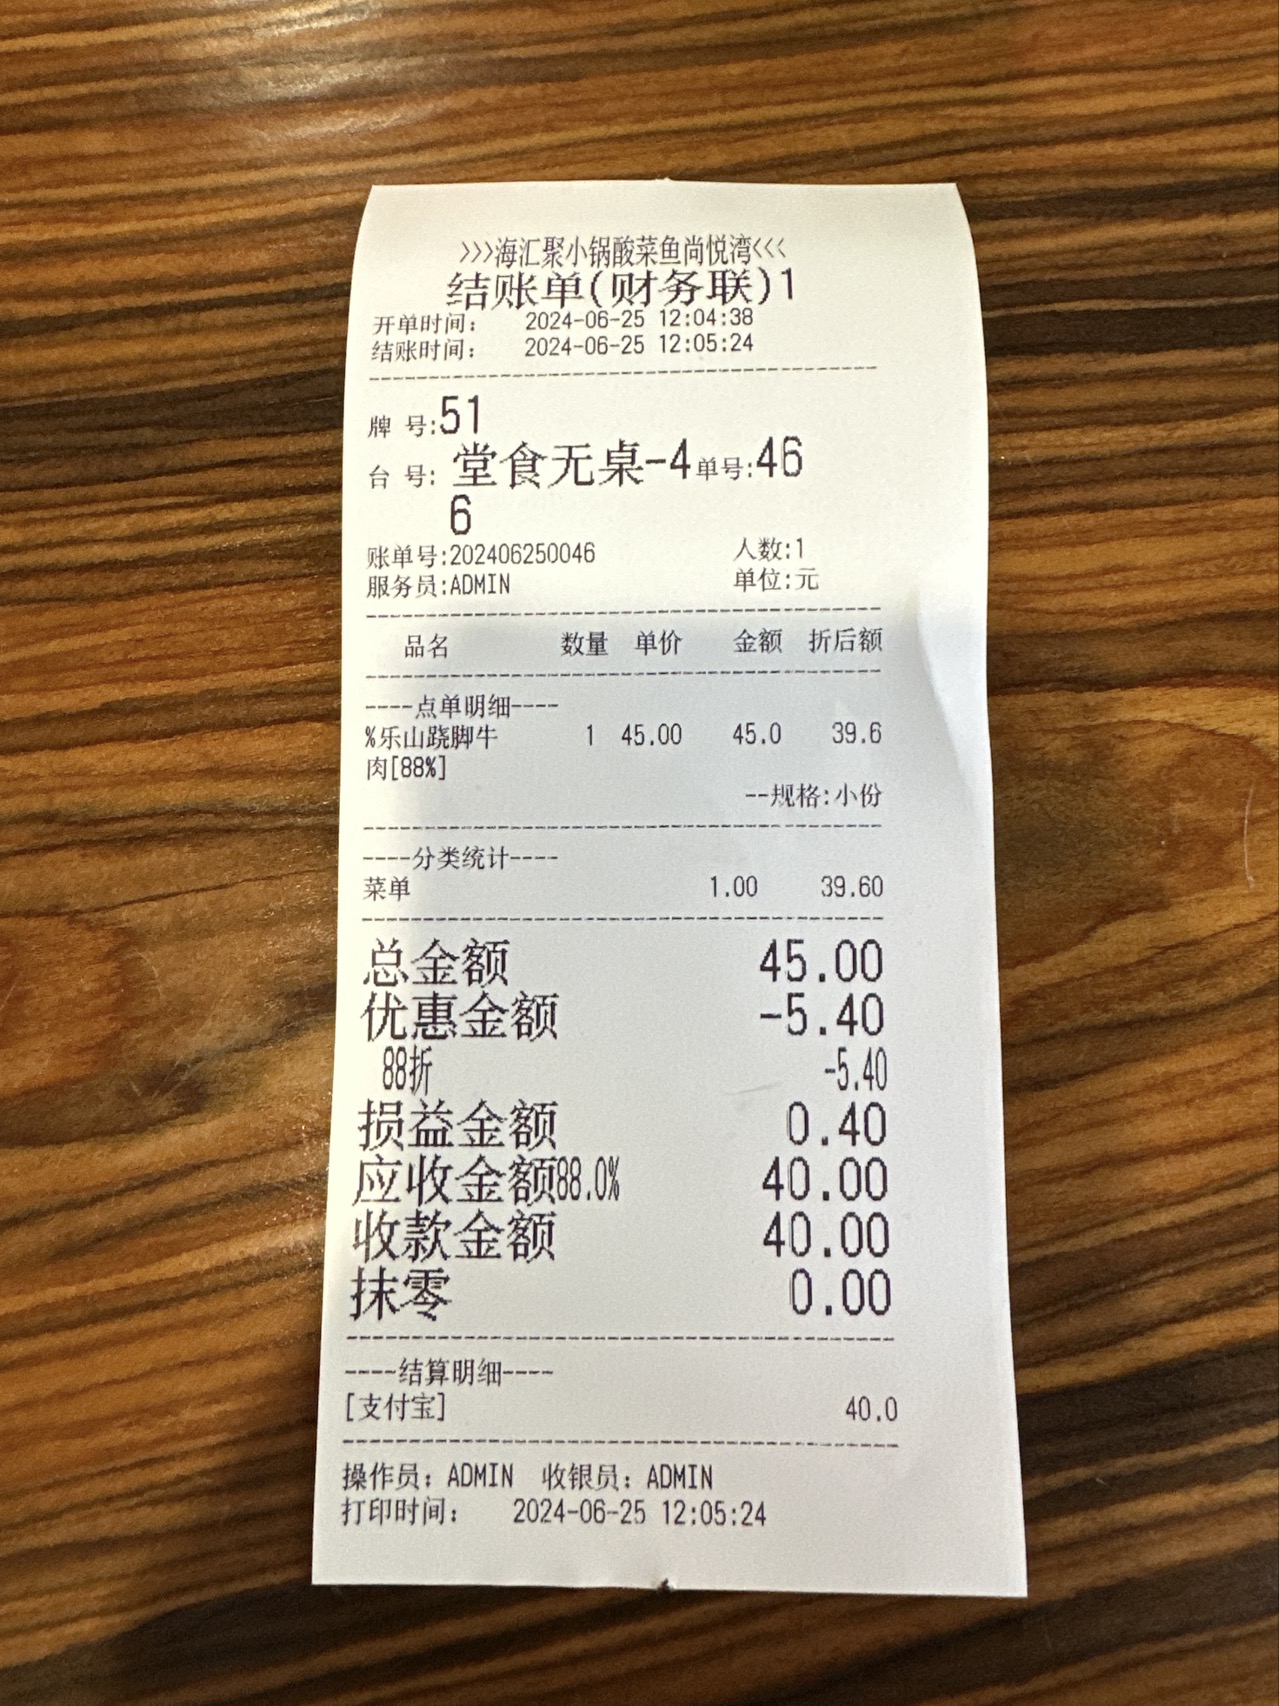 >>>海汇聚小锅酸菜鱼尚悦湾<<<
结账单(财务联)1
开单时间: 2024-06-25 12:04:38
结账时间: 2024-06-25 12:05:24
牌 号:51
台 号: 堂食无桌-4单号:46
6
账单号:202406250046 人数:1
服务员:ADMIN 单位:元
品名 数量 单价 金额 折后额
----点单明细----
%乐山跷脚牛 1 45.00 45.0 39.6
肉[88%]
--规格:小份
----分类统计----
菜单 1.00 39.60
总金额 45.00
优惠金额 -5.40
88折 -5.40
损益金额 0.40
应收金额88.0% 40.00
收款金额 40.00
抹零 0.00
----结算明细----
[支付宝] 40.0
操作员: ADMIN 收银员: ADMIN
打印时间: 2024-06-25 12:05:24